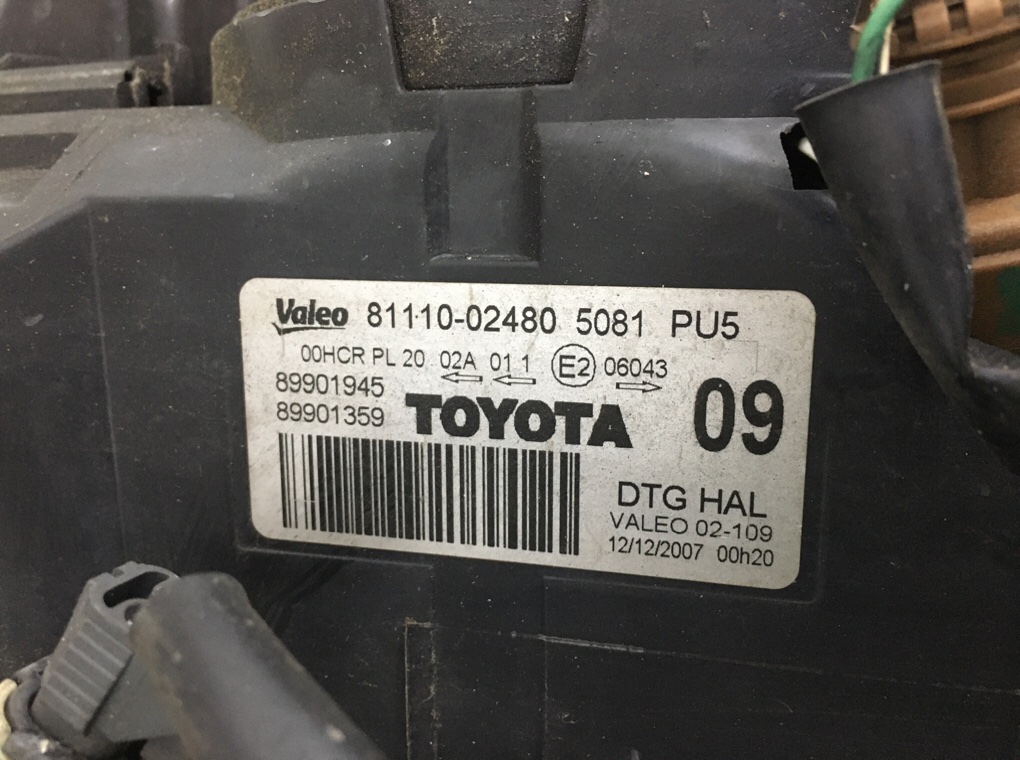 Valeo 81110-02480 5081 PU5
00HCR PL 20 02A 01 1 E2 06043
89901945
89901359 TOYOTA 09
DTG HAL
VALEO 02-109
12/12/2007 00h20